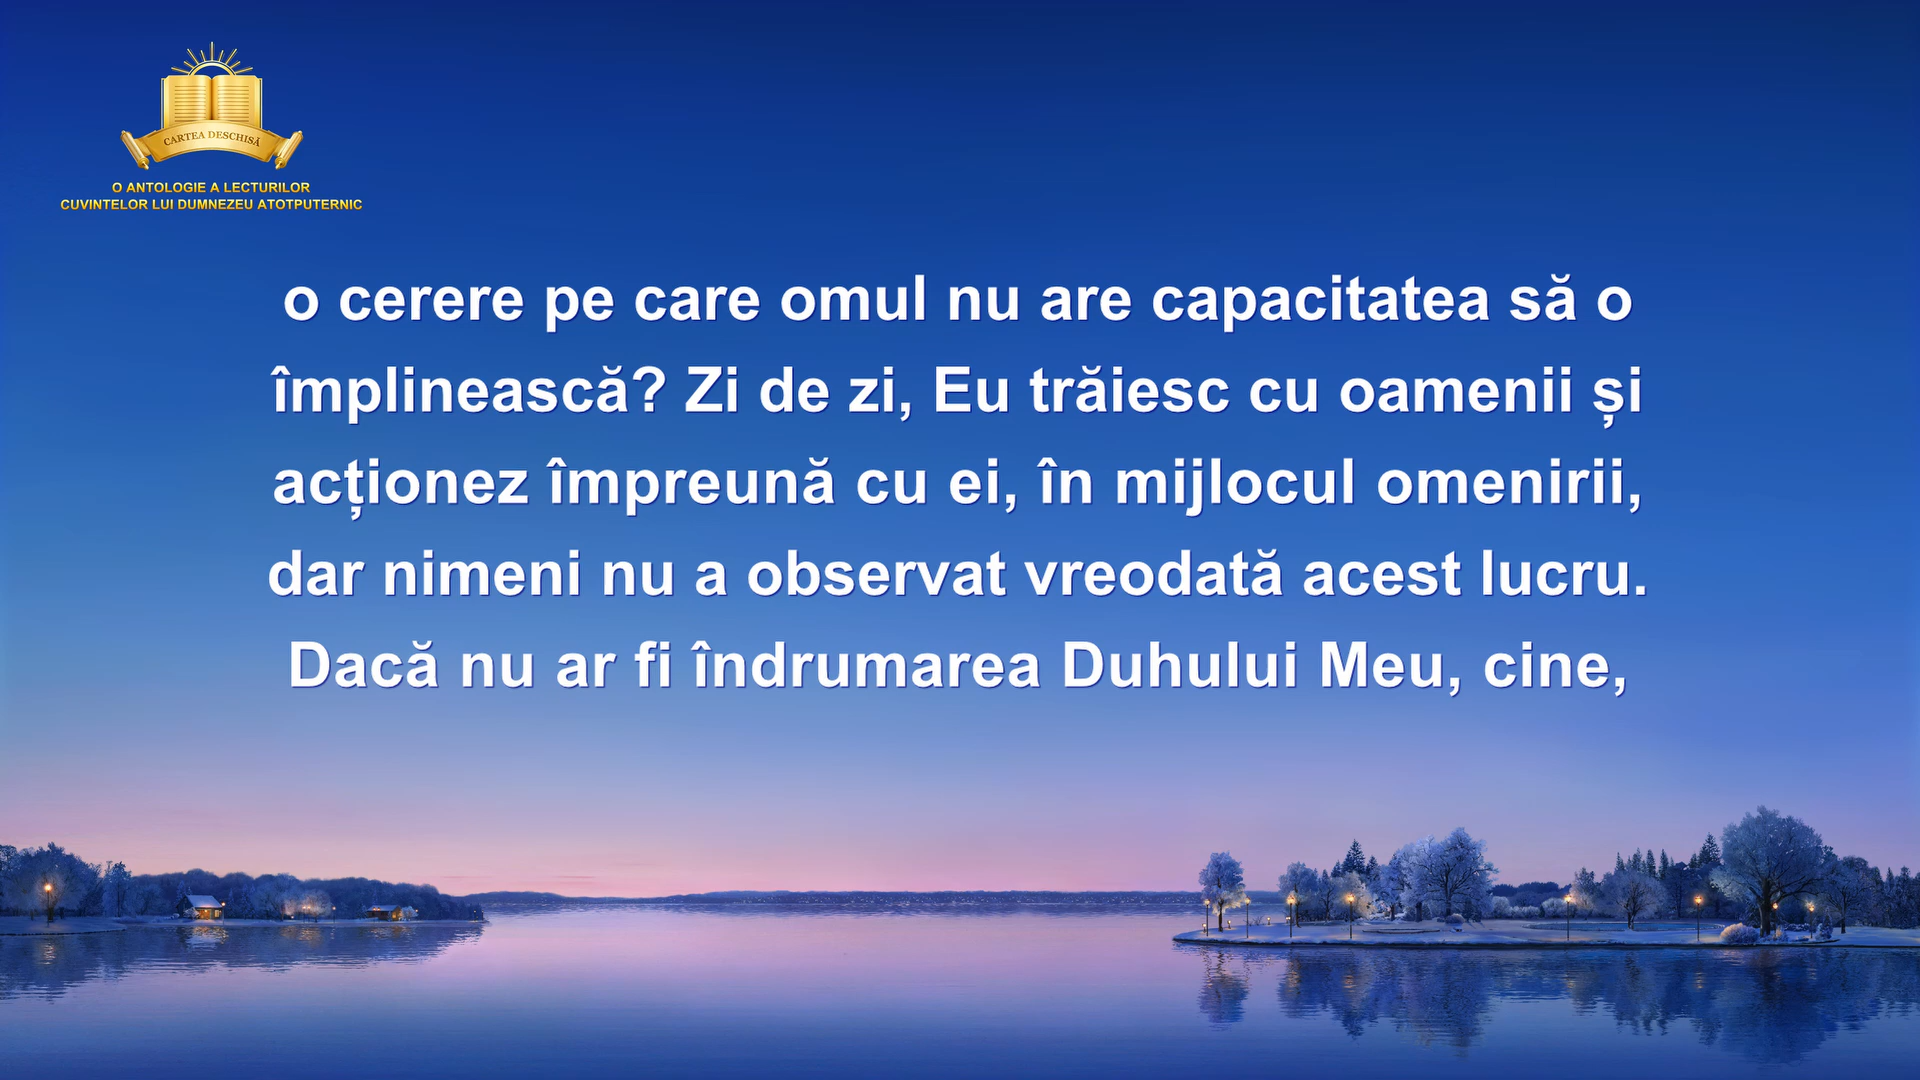 CARTEA DESCHISĂ
O ANTOLOGIE A LECTURILOR
CUVINTELOR LUI DUMNEZEU ATOTPUTERNIC
o cerere pe care omul nu are capacitatea să o
împlinească? Zi de zi, Eu trăiesc cu oamenii și
acționez împreună cu ei, în mijlocul omenirii,
dar nimeni nu a observat vreodată acest lucru.
Dacă nu ar fi îndrumarea Duhului Meu, cine,